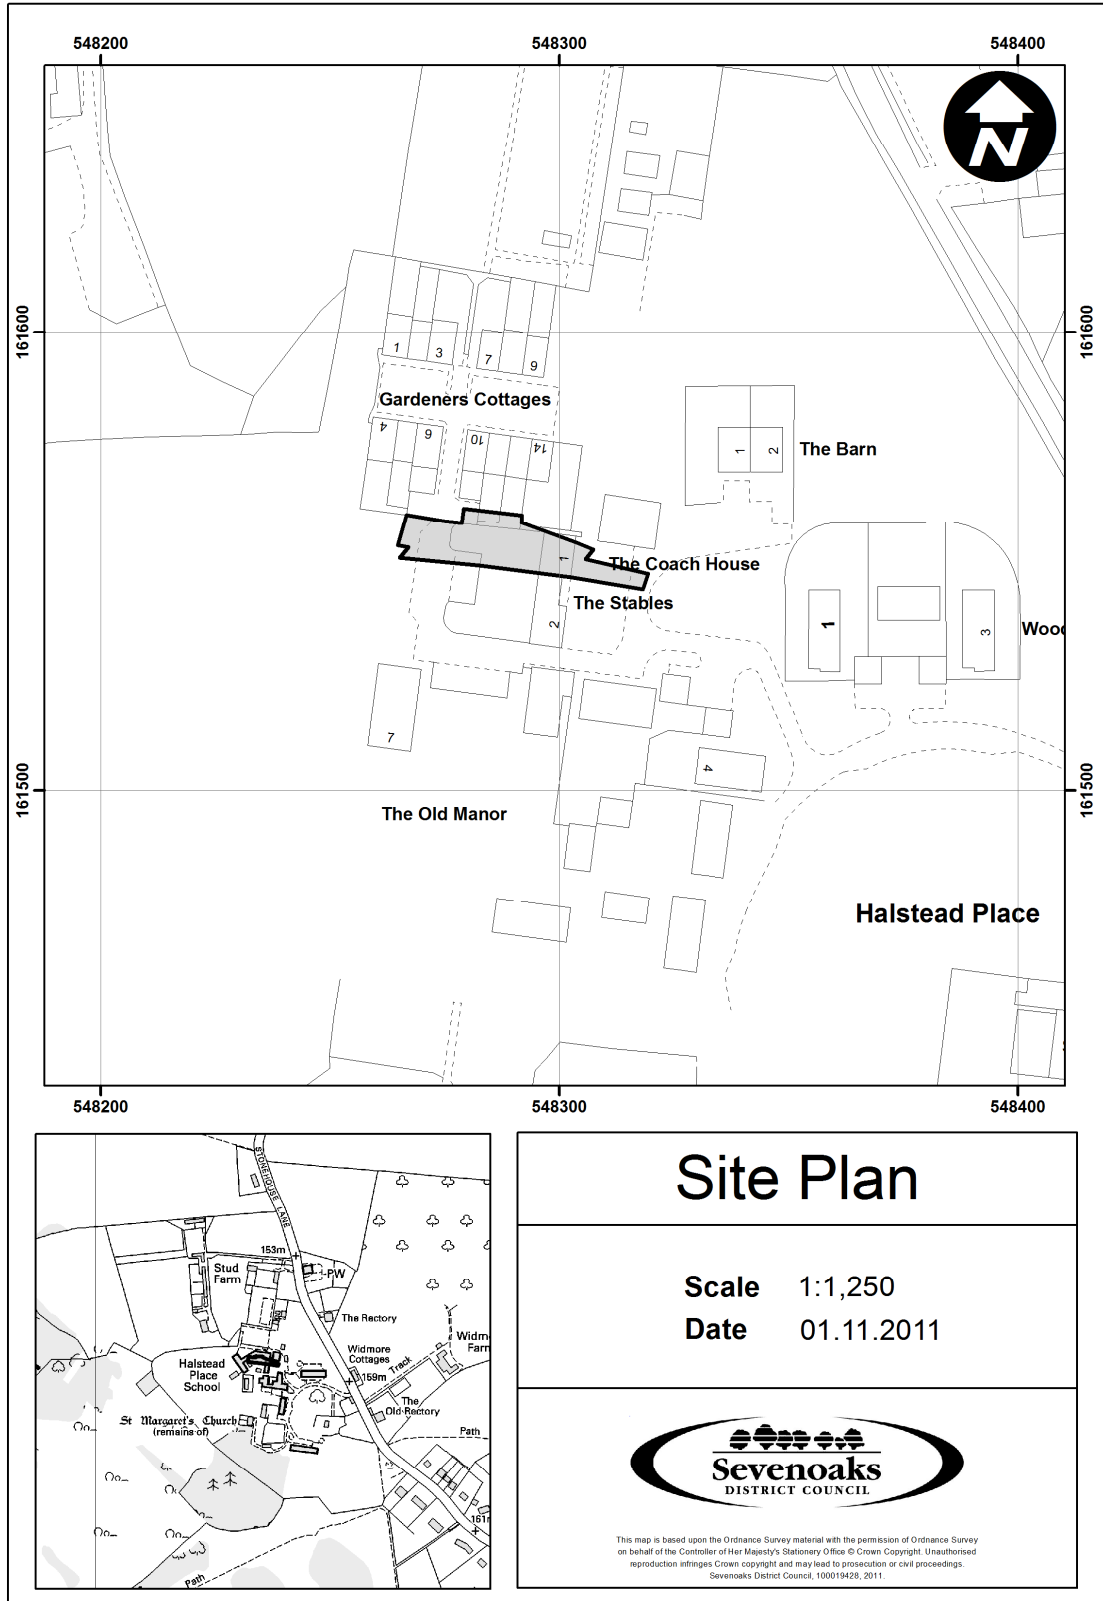 548200
548300
548400
N
161600
161600
1
3
7
9
Gardeners Cottages
4
6
10
14
1
2
The Barn
1
The Coach House
The Stables
2
1
3
Wood
7
4
161500
161500
The Old Manor
Halstead Place
548200
548300
548400
STONEHOUSE LANE
153m
Stud
Farm
PW
The Rectory
Widmore
Cottages
Widm
Farm
Halstead
Place
School
Track
159m
The
Old Rectory
St Margaret's Church
(remains of)
Path
161m
Path
Site Plan
Scale 1:1,250
Date 01.11.2011
Sevenoaks
DISTRICT COUNCIL
This map is based upon the Ordnance Survey material with the permission of Ordnance Survey
on behalf of the Controller of Her Majesty's Stationery Office © Crown Copyright. Unauthorised
reproduction infringes Crown copyright and may lead to prosecution or civil proceedings.
Sevenoaks District Council, 100019428, 2011.